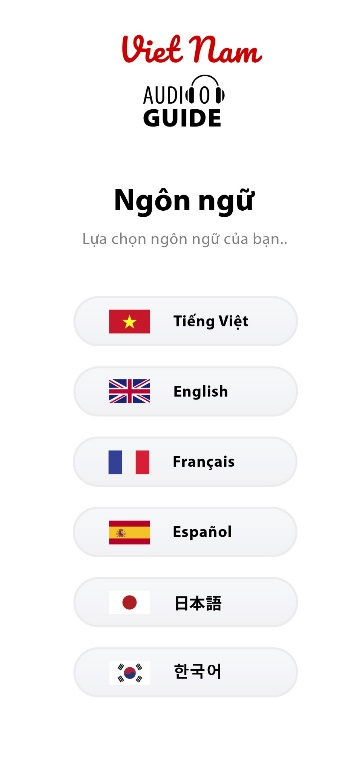 Viet Nam
AUDIO
GUIDE
Ngôn ngữ
Lựa chọn ngôn ngữ của bạn..
Tiếng Việt
English
Français
Español
日本語
한국어